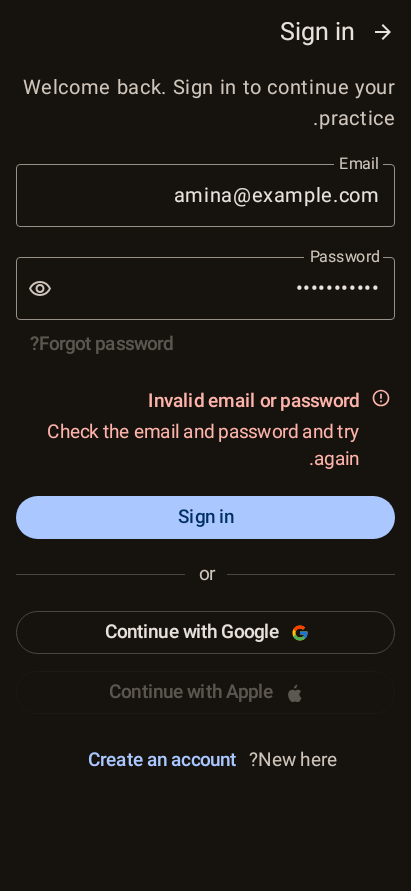 Sign in
Welcome back. Sign in to continue your
practice.
Email
amina@example.com
Password
•••••••••••
Forgot password?
Invalid email or password
Check the email and password and try
again.
Sign in
or
Continue with Google
Continue with Apple
New here? Create an account